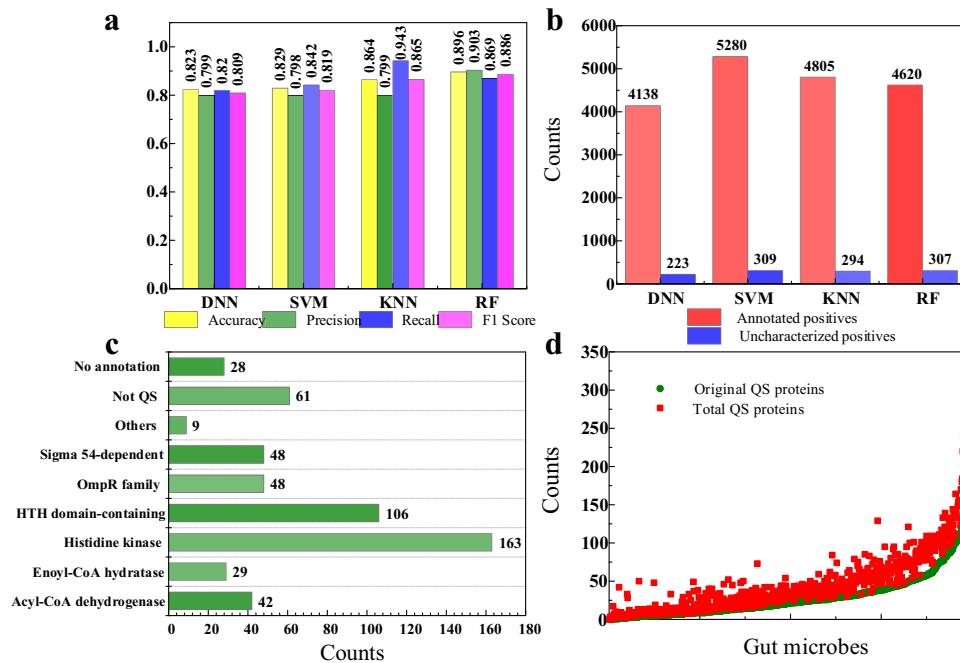 a
1.0
0.8
0.6
0.4
0.2
0.0
0.823
0.799
0.82
0.809
0.829
0.798
0.842
0.819
0.864
0.799
0.943
0.865
0.896
0.903
0.869
0.886
DNN SVM KNN RF
Accuracy Precision Recall F1 Score
b
Counts
6000
5000
4000
3000
2000
1000
0
4138
223
5280
309
4805
294
4620
307
DNN SVM KNN RF
Annotated positives
Uncharacterized positives
c
No annotation 28
Not QS 61
Others 9
Sigma 54-dependent 48
OmpR family 48
HTH domain-containing 106
Histidine kinase 163
Enoyl-CoA hydratase 29
Acyl-CoA dehydrogenase 42
0 20 40 60 80 100 120 140 160 180
Counts
d
Counts
350
300
250
200
150
100
50
0
Original QS proteins
Total QS proteins
Gut microbes